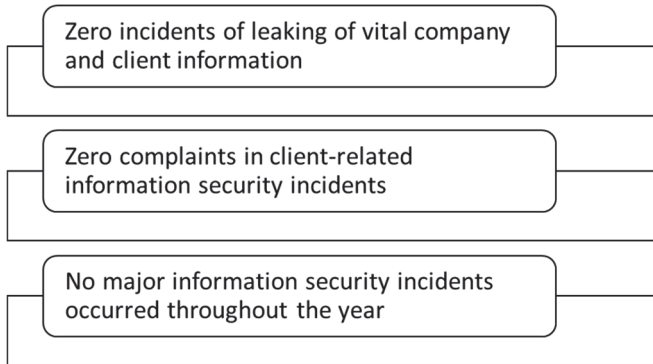 Zero incidents of leaking of vital company
and client information
Zero complaints in client-related
information security incidents
No major information security incidents
occurred throughout the year